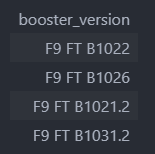 booster_version
F9 FT B1022
F9 FT B1026
F9 FT B1021.2
F9 FT B1031.2